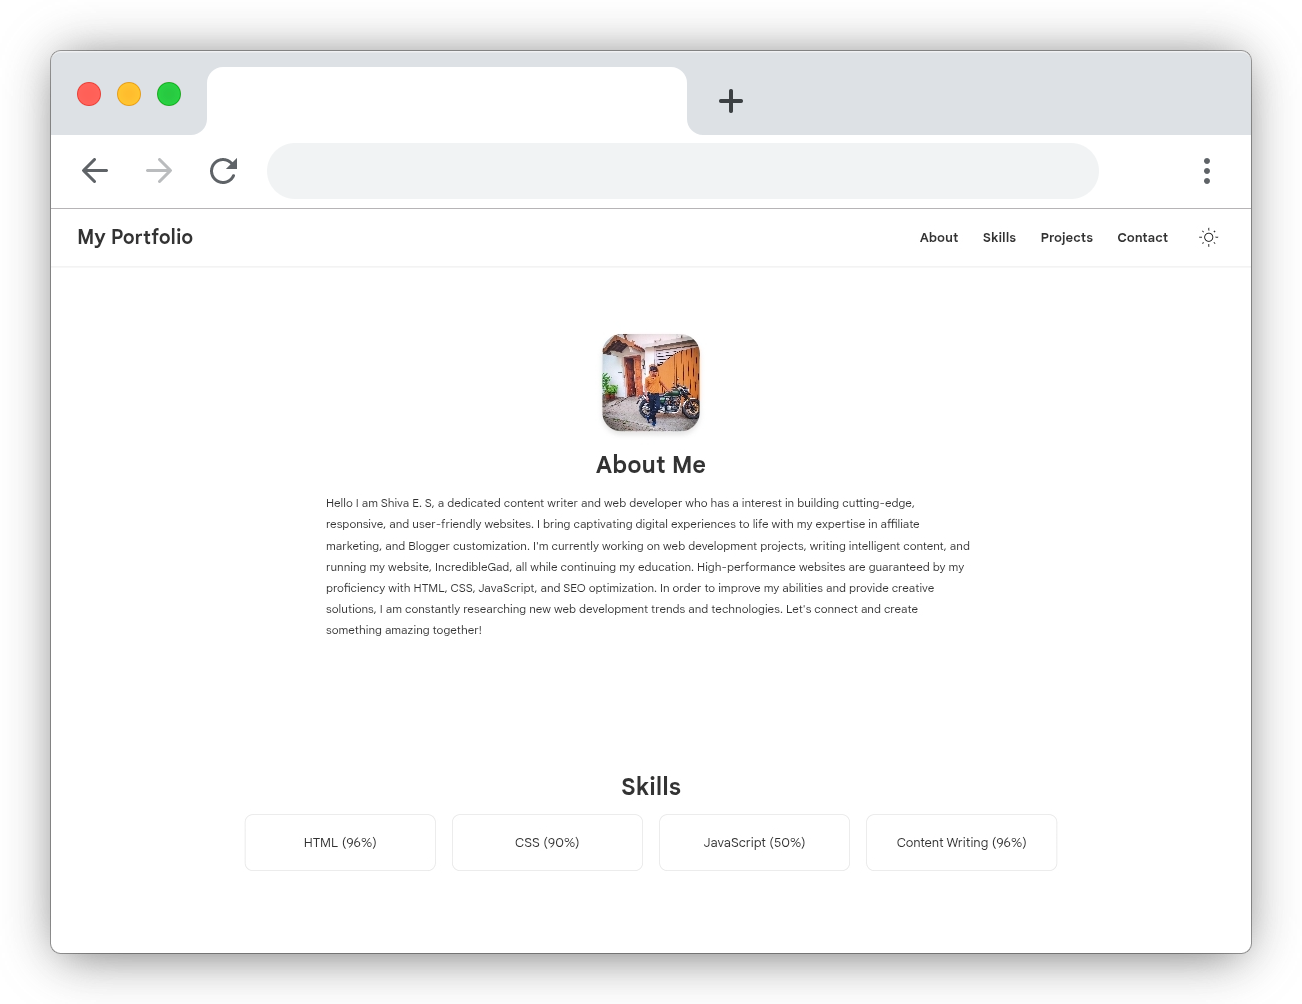 My Portfolio
About Skills Projects Contact
About Me
Hello I am Shiva E. S, a dedicated content writer and web developer who has a interest in building cutting-edge,
responsive, and user-friendly websites. I bring captivating digital experiences to life with my expertise in affiliate
marketing, and Blogger customization. I'm currently working on web development projects, writing intelligent content, and
running my website, IncredibleGad, all while continuing my education. High-performance websites are guaranteed by my
proficiency with HTML, CSS, JavaScript, and SEO optimization. In order to improve my abilities and provide creative
solutions, I am constantly researching new web development trends and technologies. Let's connect and create
something amazing together!
Skills
HTML (96%) CSS (90%) JavaScript (50%) Content Writing (96%)